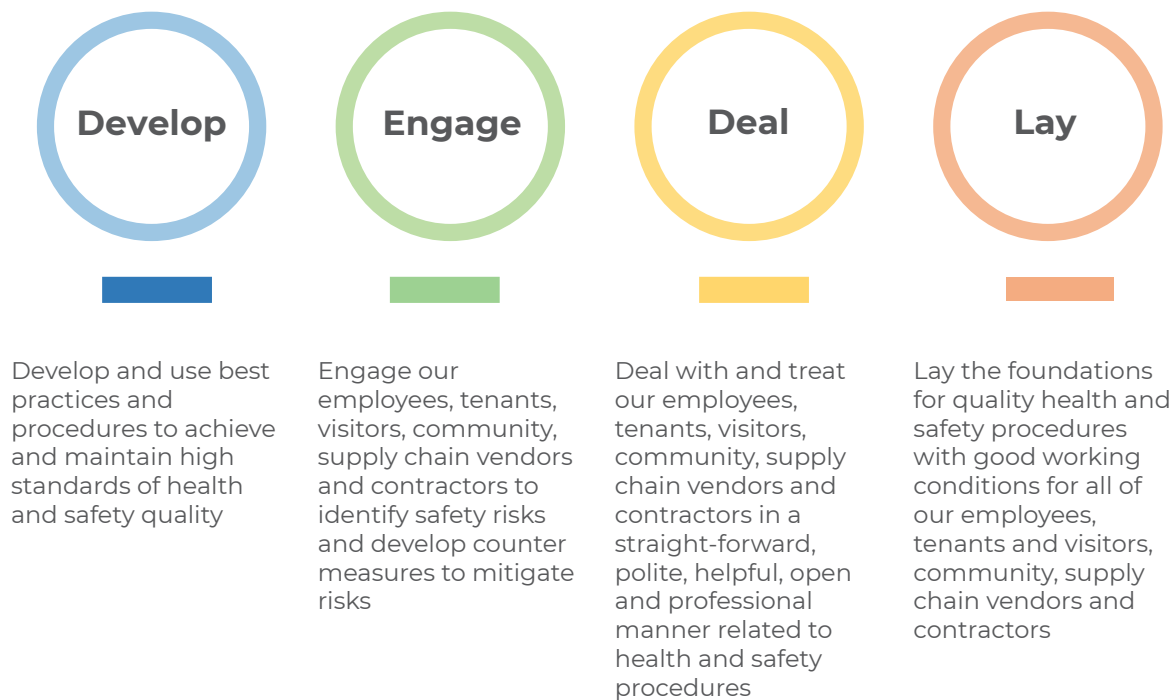 Develop
Engage
Deal
Lay
Develop and use best
practices and
procedures to achieve
and maintain high
standards of health
and safety quality
Engage our
employees, tenants,
visitors, community,
supply chain vendors
and contractors to
identify safety risks
and develop counter
measures to mitigate
risks
Deal with and treat
our employees,
tenants, visitors,
community, supply
chain vendors and
contractors in a
straight-forward,
polite, helpful, open
and professional
manner related to
health and safety
procedures
Lay the foundations
for quality health and
safety procedures
with good working
conditions for all of
our employees,
tenants and visitors,
community, supply
chain vendors and
contractors